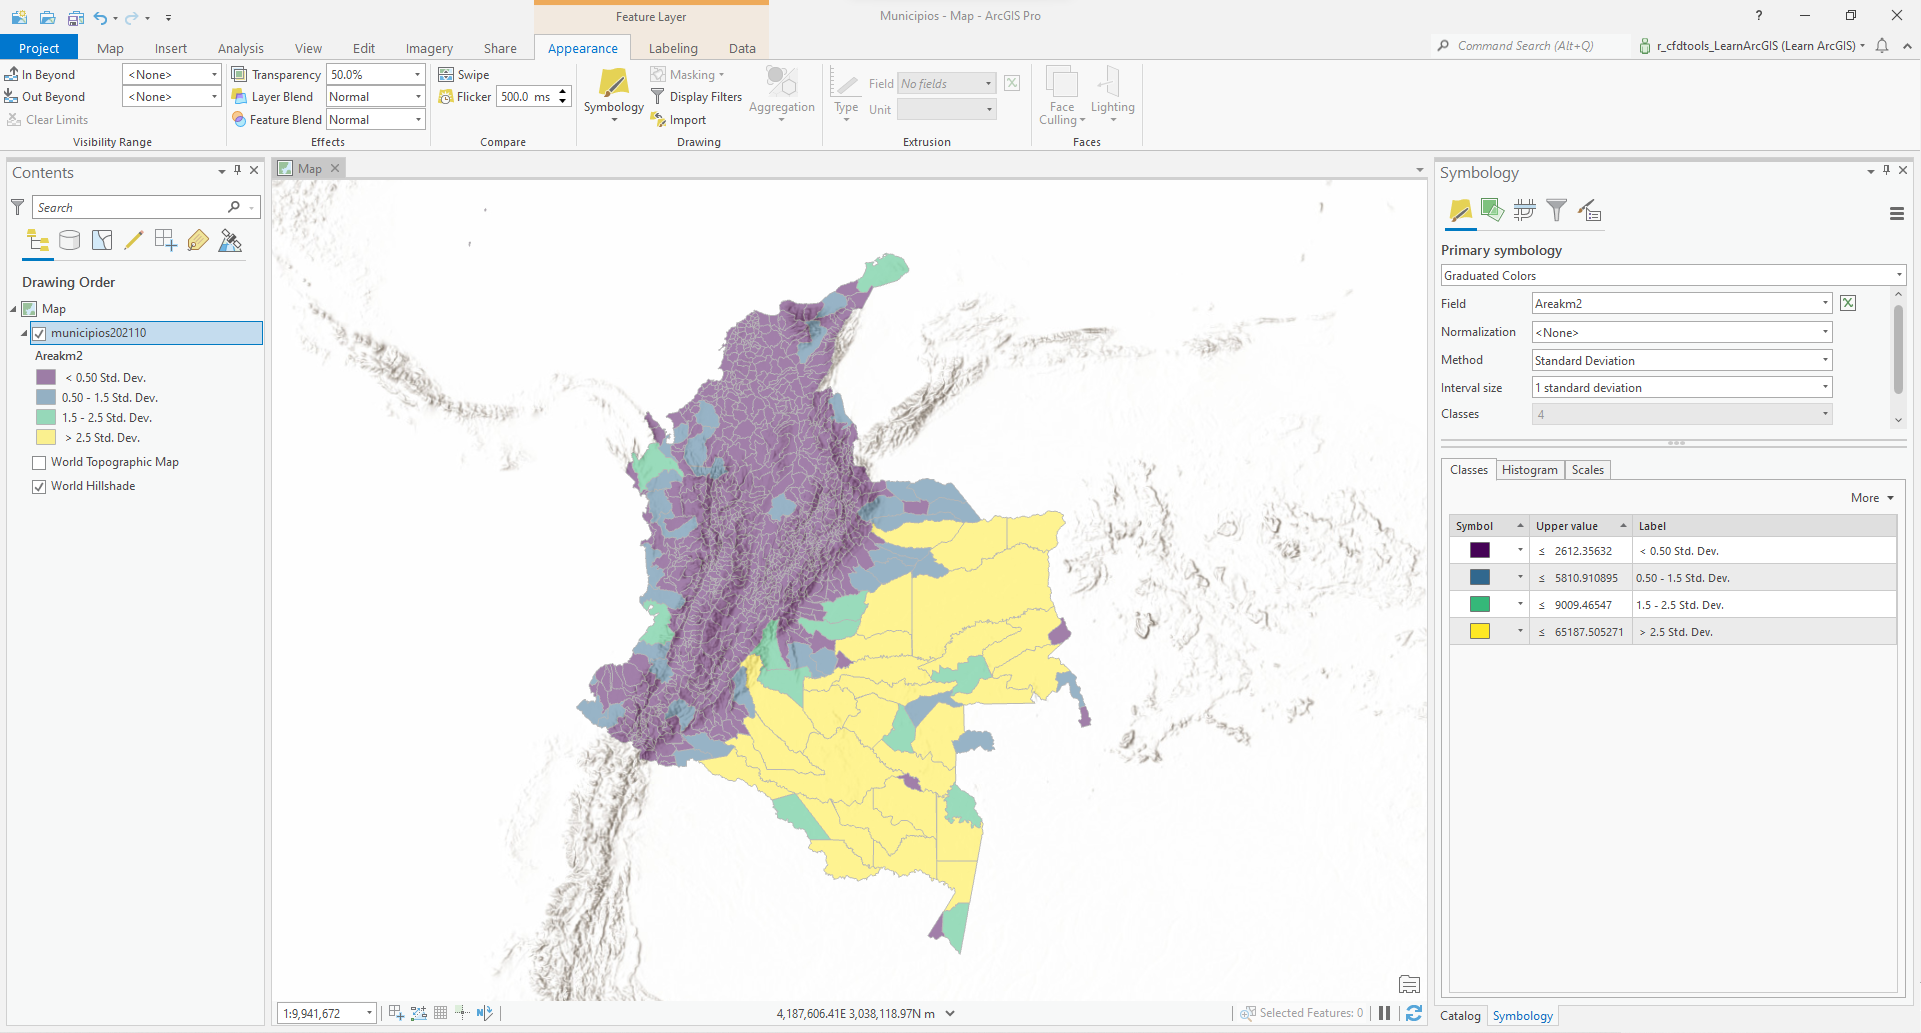 Feature Layer
Municipios - Map - ArcGIS Pro
?
Project Map Insert Analysis View Edit Imagery Share Appearance Labeling Data
Command Search (Alt+Q)
r_cfdtools_LearnArcGIS (Learn ArcGIS)
In Beyond <None>
Out Beyond <None>
Clear Limits
Visibility Range
Transparency 50.0%
Layer Blend Normal
Feature Blend Normal
Effects
Swipe
Flicker 500.0 ms
Compare
Symbology
Masking
Display Filters
Import
Aggregation
Drawing
Type
Field No fields
Unit
Extrusion
Face Culling
Lighting
Faces
Contents
Search
Drawing Order
Map
municipios202110
Areakm2
< 0.50 Std. Dev.
0.50 - 1.5 Std. Dev.
1.5 - 2.5 Std. Dev.
> 2.5 Std. Dev.
World Topographic Map
World Hillshade
Map
1:9,941,672
4,187,606.41E 3,038,118.97N m
Selected Features: 0
Symbology
Primary symbology
Graduated Colors
Field Areakm2
Normalization <None>
Method Standard Deviation
Interval size 1 standard deviation
Classes 4
Classes Histogram Scales
More
Symbol Upper value Label
≤ 2612.35632 < 0.50 Std. Dev.
≤ 5810.910895 0.50 - 1.5 Std. Dev.
≤ 9009.46547 1.5 - 2.5 Std. Dev.
≤ 65187.505271 > 2.5 Std. Dev.
Catalog Symbology